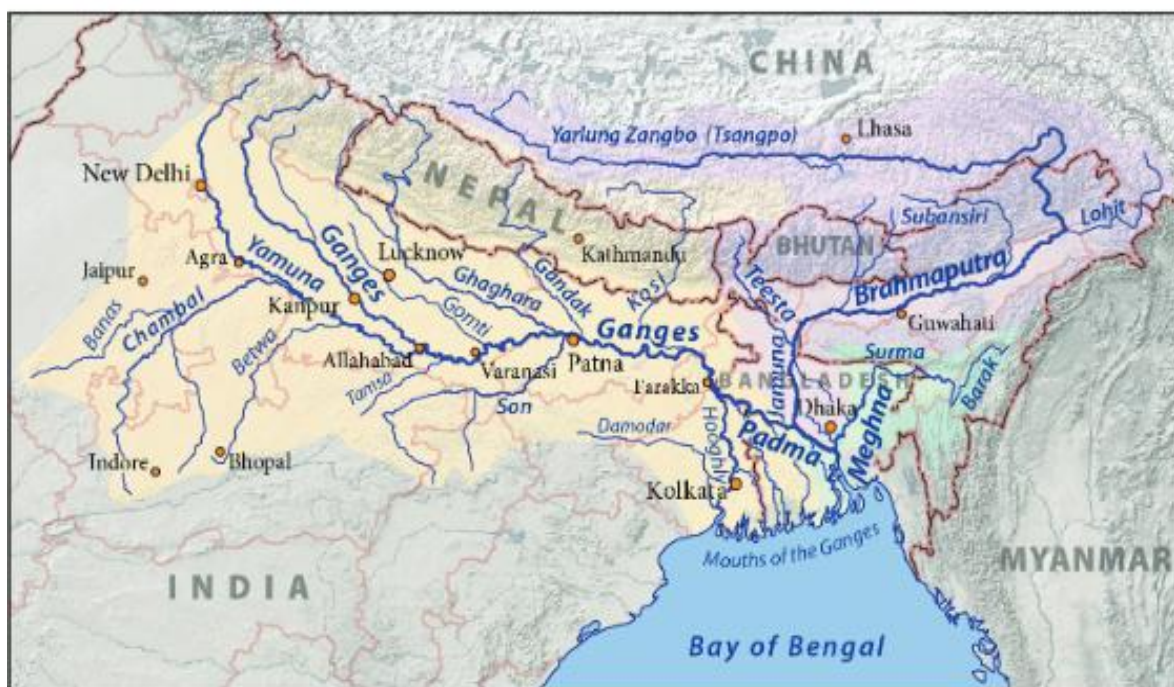 CHINA
Yarlung Zangbo (Tsangpo)
Lhasa
New Delhi
NEPAL
Subansiri
Lohit
BHUTAN
Kathmandu
Agra
Yamuna
Ganges
Lucknow
Ghaghara
Gandak
Kosi
Teesta
Brahmaputra
Jaipur
Banas
Chambal
Kanpur
Gomti
Ganges
Guwahati
Betwa
Allahabad
Varanasi
Patna
Surma
Tamsa
Farakka
BANGLADESH
Jamuna
Barak
Son
Dhaka
Meghna
Damodar
Hooghly
Padma
Indore
Bhopal
Kolkata
Mouths of the Ganges
INDIA
MYANMAR
Bay of Bengal